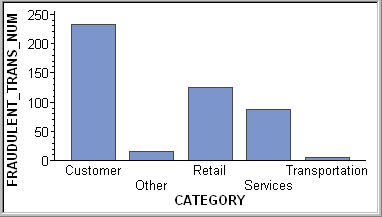 FRAUDULENT_TRANS_NUM
250
200
150
100
50
0
Customer
Other
Retail
Services
Transportation
CATEGORY